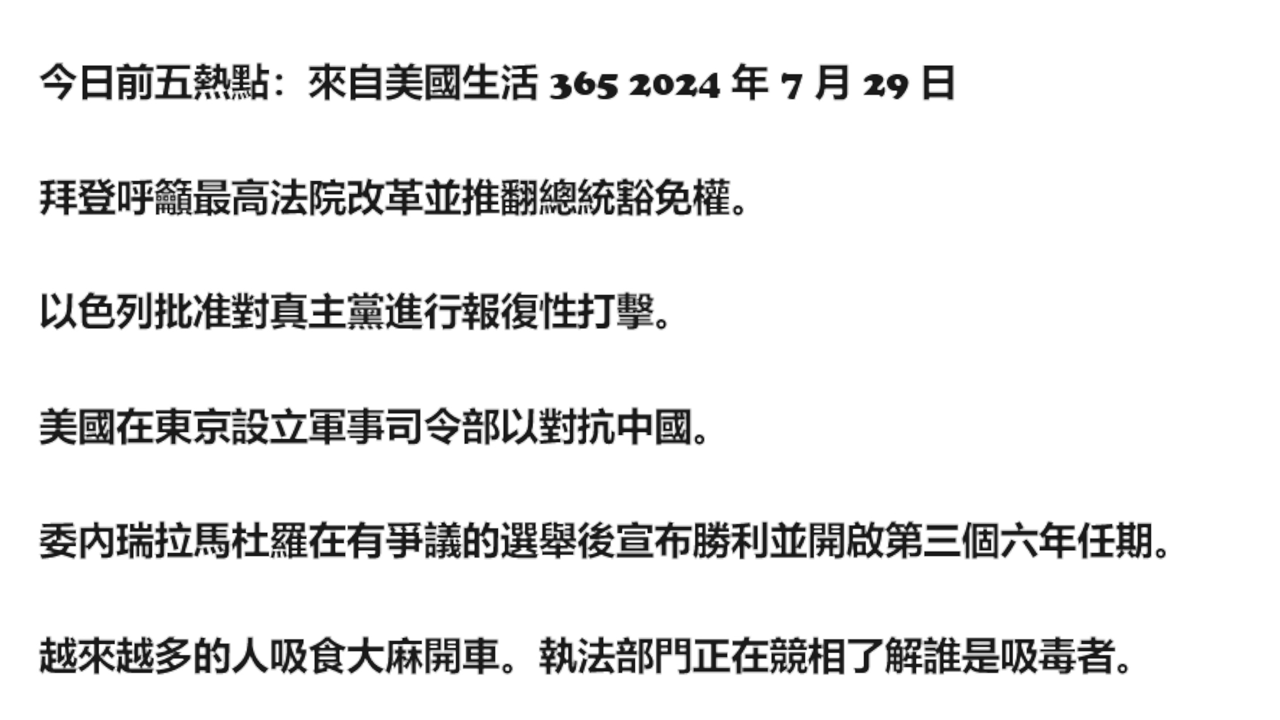 今日前五熱點：來自美國生活 365 2024 年 7 月 29 日
拜登呼籲最高法院改革並推翻總統豁免權。
以色列批准對真主黨進行報復性打擊。
美國在東京設立軍事司令部以對抗中國。
委內瑞拉馬杜羅在有爭議的選舉後宣布勝利並開啟第三個六年任期。
越來越多的人吸食大麻開車。執法部門正在競相了解誰是吸毒者。